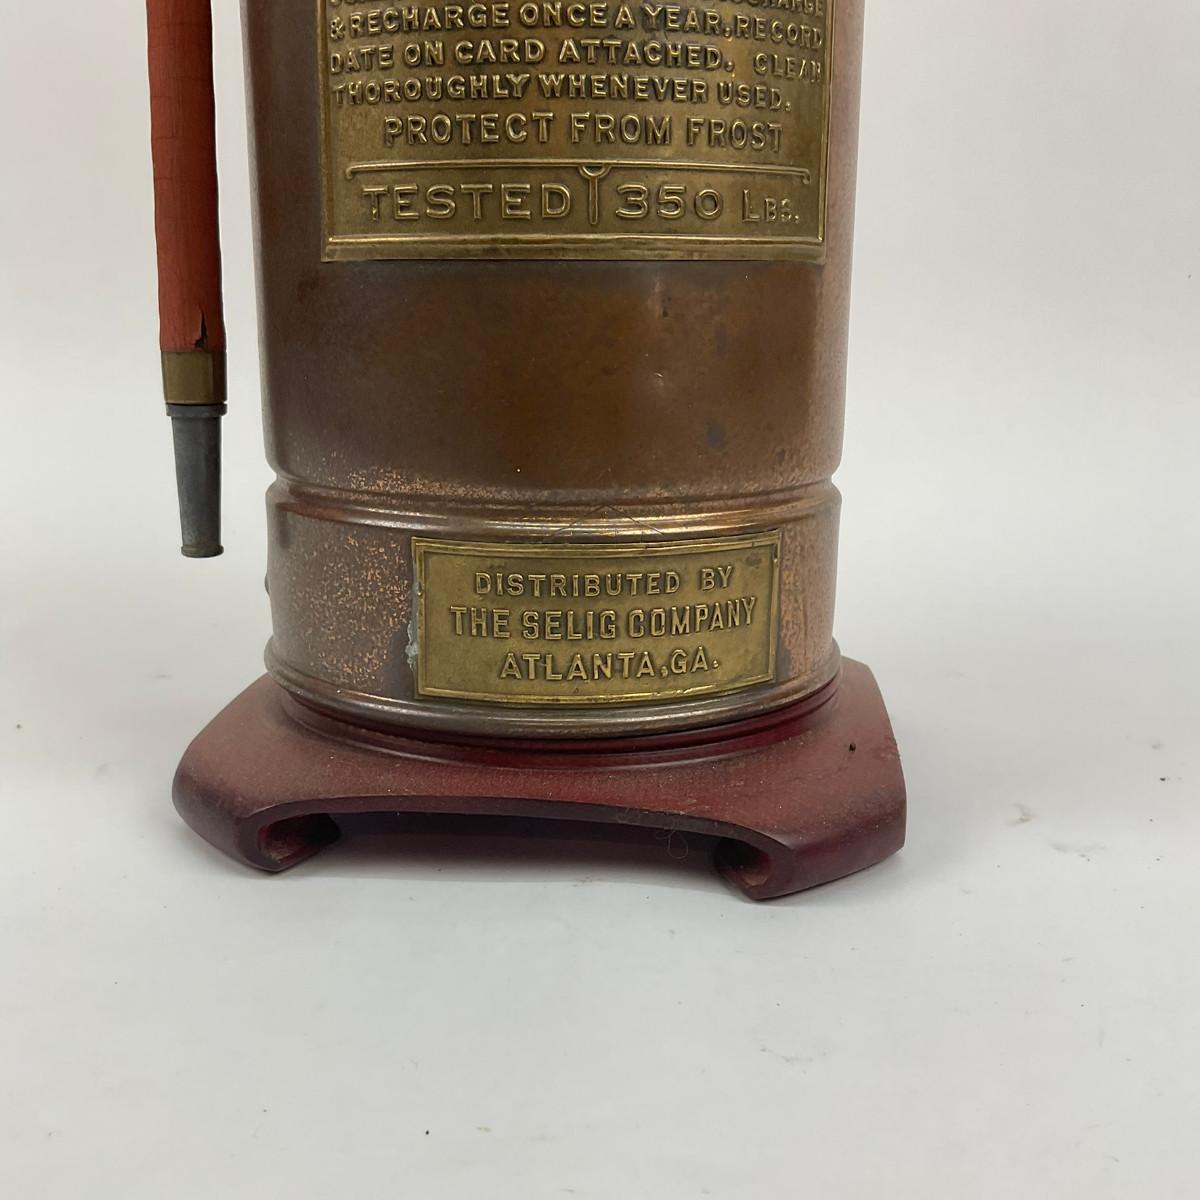 & RECHARGE ONCE A YEAR, RECORD
DATE ON CARD ATTACHED. CLEAN
THOROUGHLY WHENEVER USED.
PROTECT FROM FROST
TESTED 350 LBS.
DISTRIBUTED BY
THE SELIG COMPANY
ATLANTA, GA.